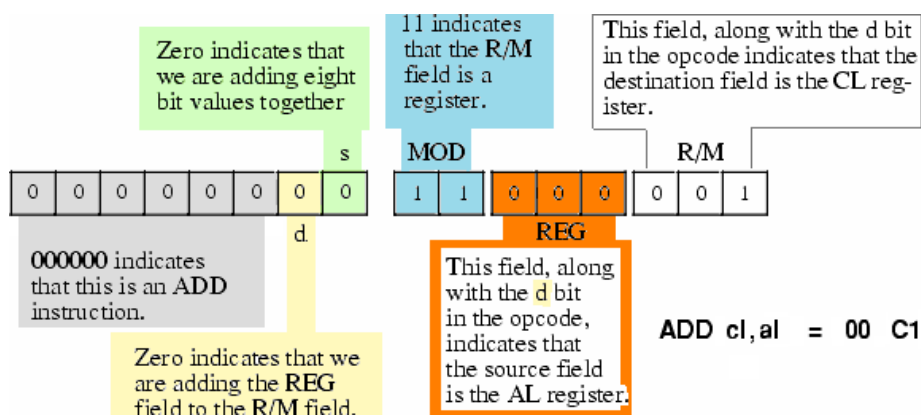 Zero indicates that
we are adding eight
bit values together
11 indicates
that the R/M
field is a
register.
This field, along with the d bit
in the opcode indicates that the
destination field is the CL reg-
ister.
s MOD R/M
0 0 0 0 0 0 0 0 1 1 0 0 0 0 0 1
d REG
000000 indicates
that this is an ADD
instruction.
Zero indicates that we
are adding the REG
field to the R/M field.
This field, along
with the d bit
in the opcode,
indicates that
the source field
is the AL register.
ADD cl,al = 00 C1